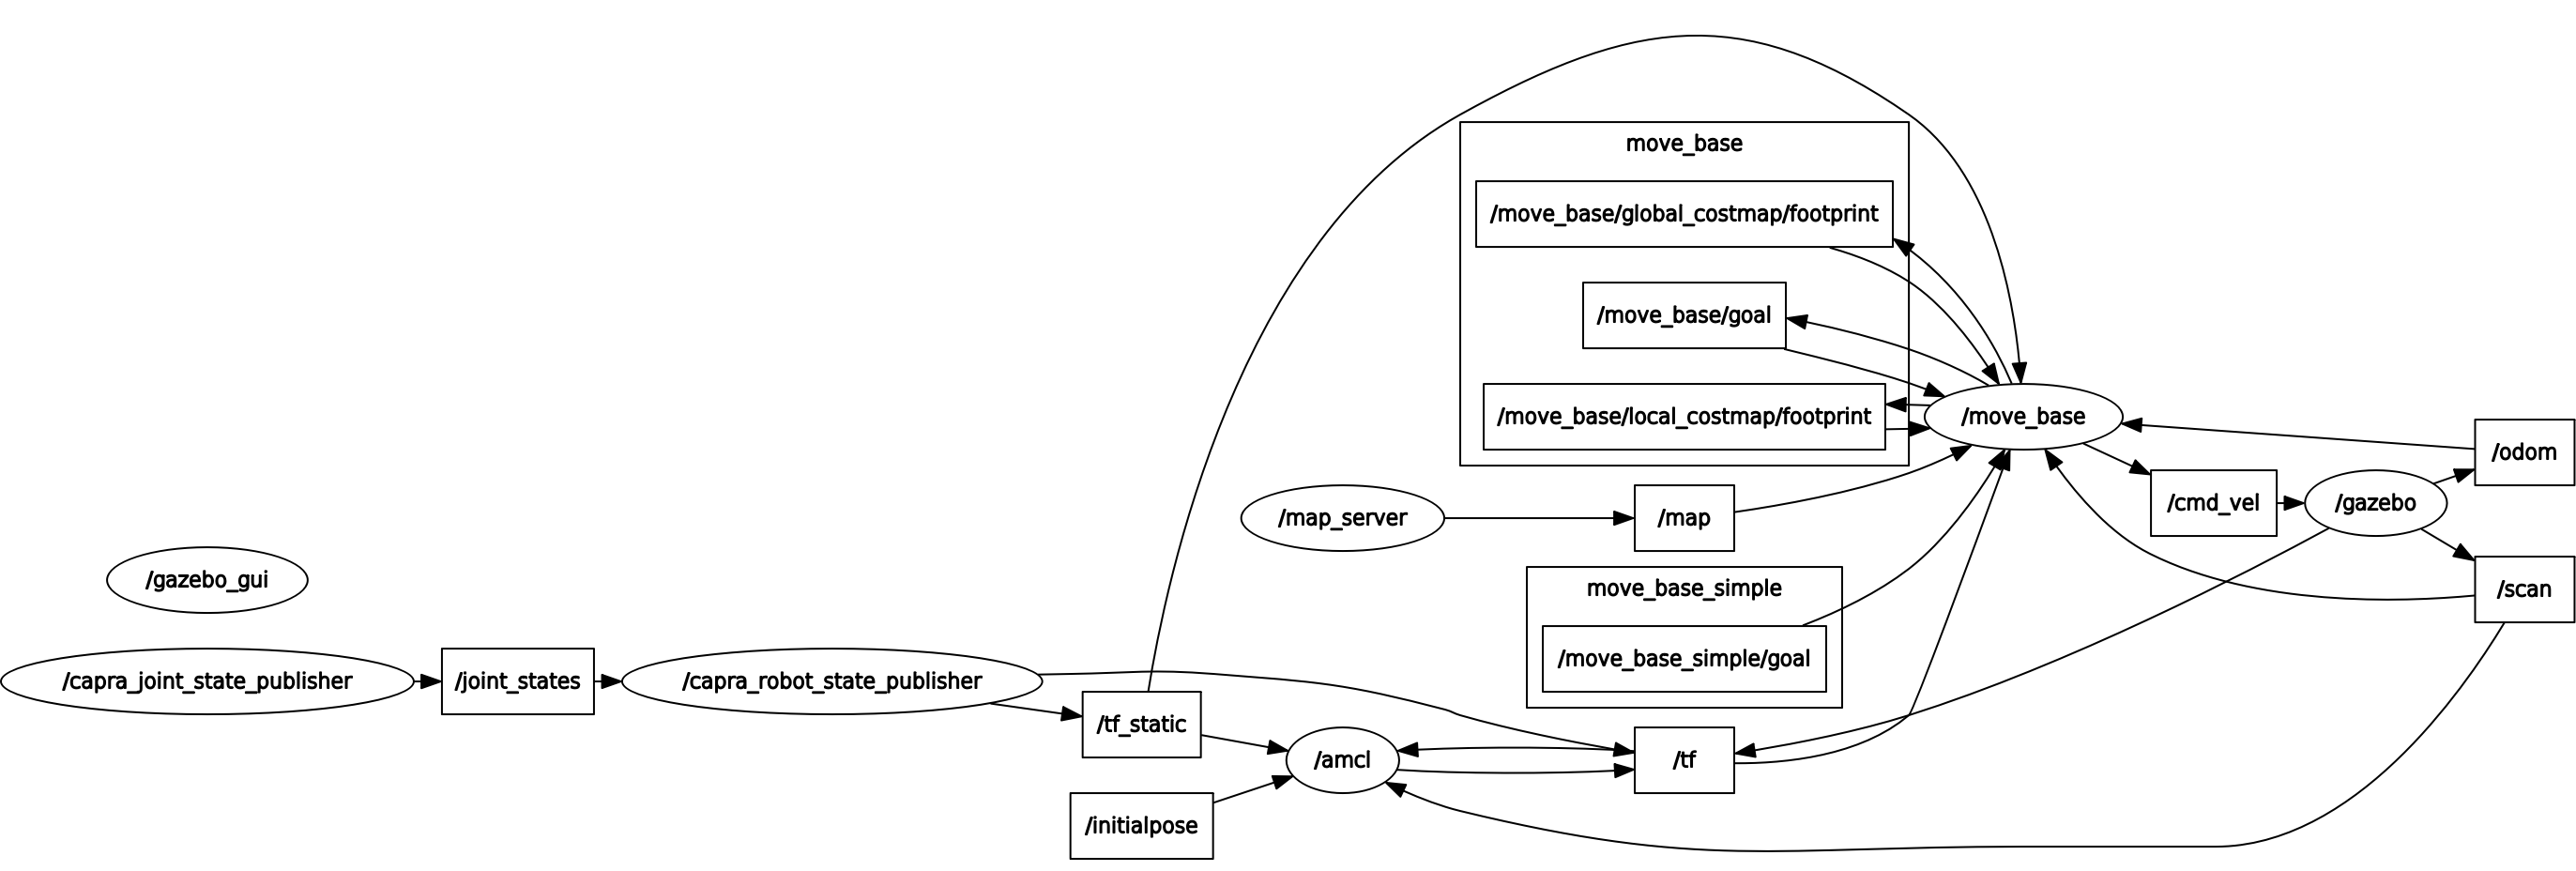 move_base
/move_base/global_costmap/footprint
/move_base/goal
/move_base/local_costmap/footprint
/move_base
/odom
/cmd_vel
/gazebo
/map_server
/map
/gazebo_gui
move_base_simple
/scan
/move_base_simple/goal
/capra_joint_state_publisher
/joint_states
/capra_robot_state_publisher
/tf_static
/amcl
/tf
/initialpose